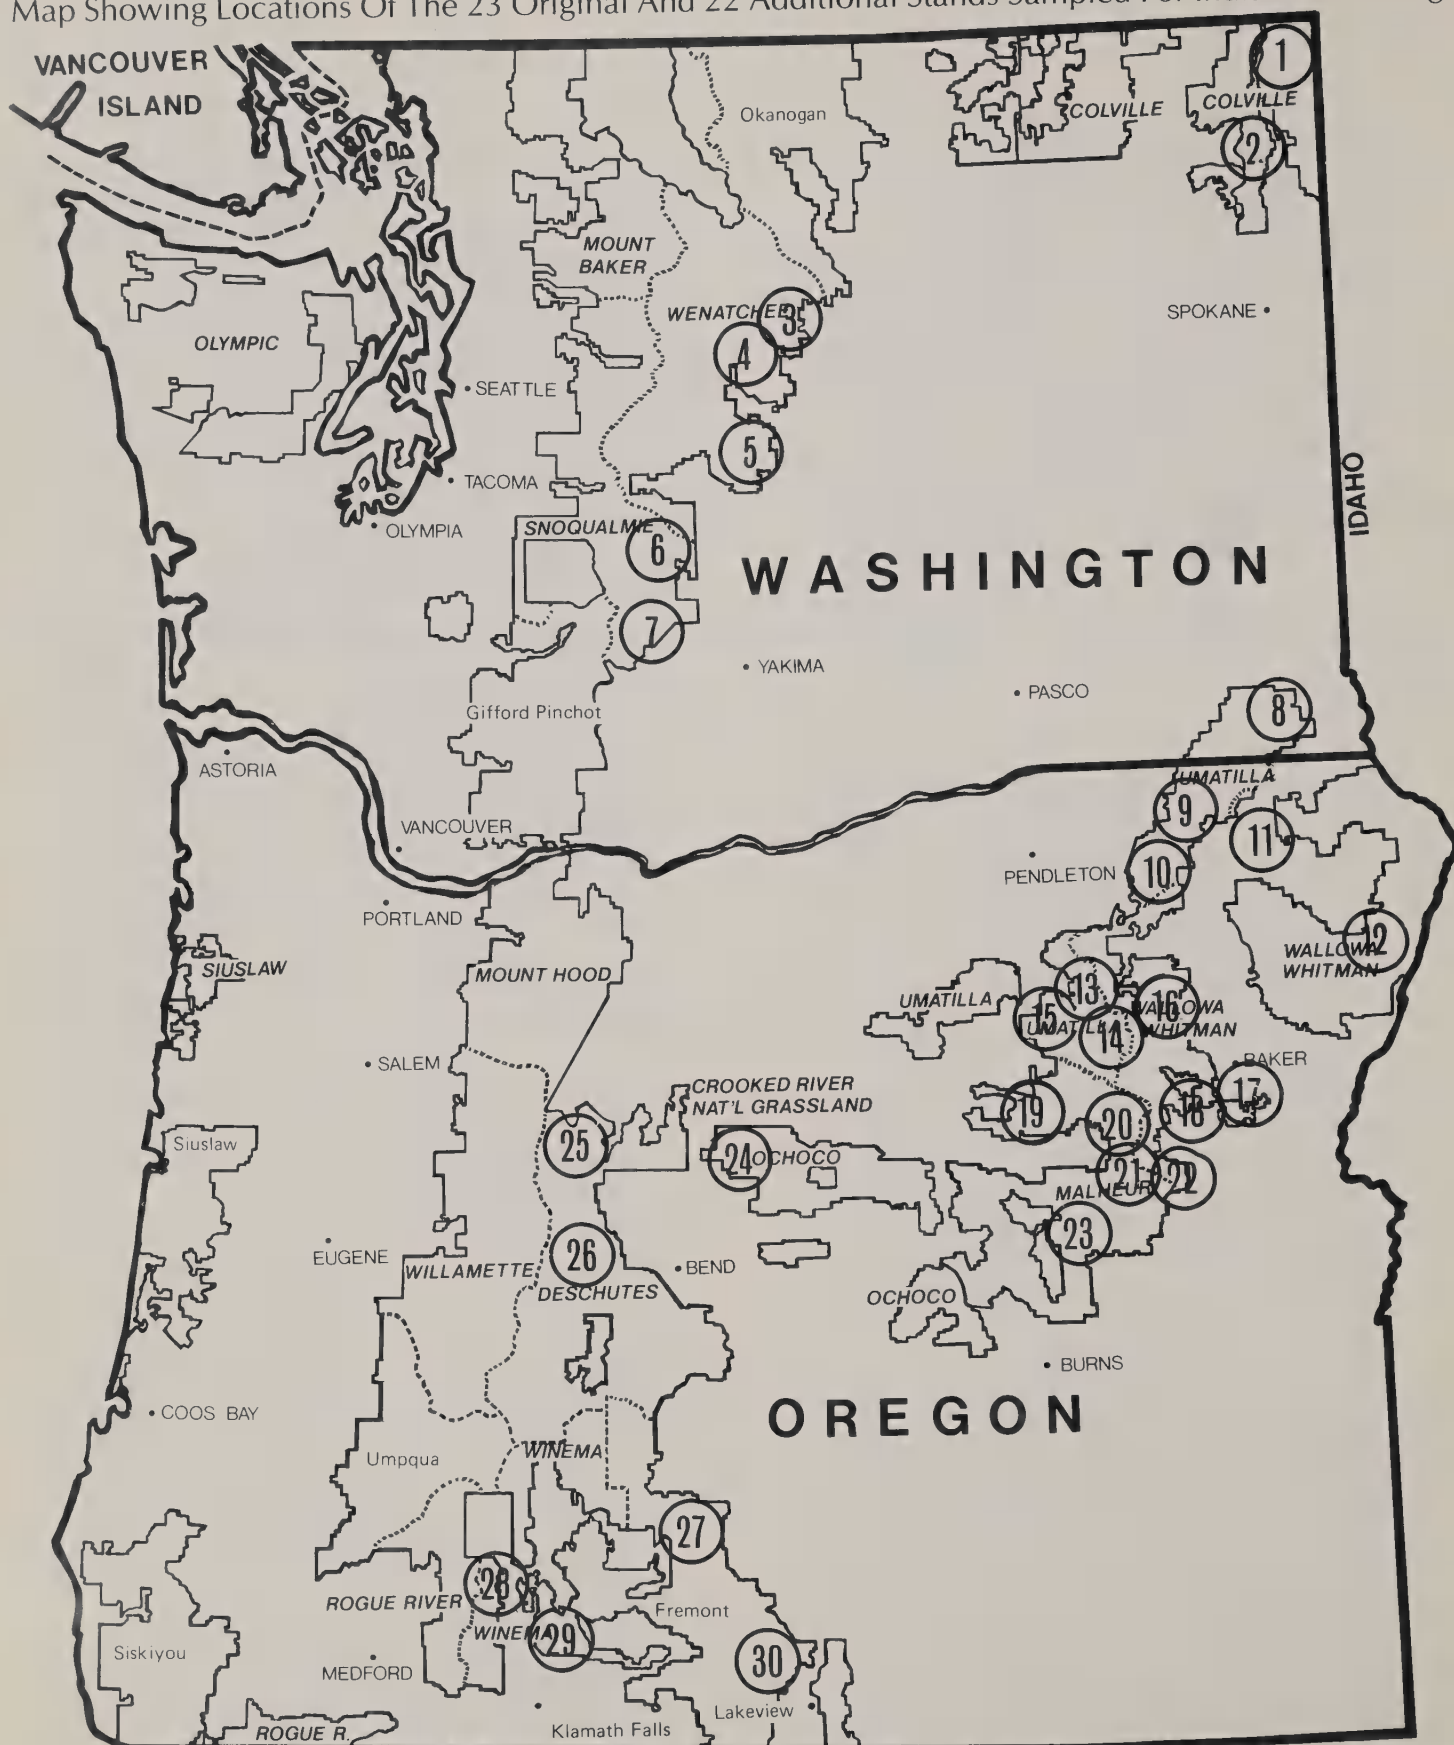 Map Showing Locations Of The 23 Original And 22 Additional Stands Sampled For
VANCOUVER
ISLAND
1
COLVILLE
COLVILLE
Okanogan
2
MOUNT
BAKER
WENATCHEE
3
SPOKANE
OLYMPIC
4
SEATTLE
5
IDAHO
TACOMA
OLYMPIA
SNOQUALMIE
6
WASHINGTON
7
YAKIMA
PASCO
8
Gifford Pinchot
ASTORIA
UMATILLA
9
VANCOUVER
11
PENDLETON
10
PORTLAND
12
WALLOWA
WHITMAN
SIUSLAW
MOUNT HOOD
13
UMATILLA
16
WALLOWA
WHITMAN
15
UMATILLA
14
SALEM
BAKER
CROOKED RIVER
NAT'L GRASSLAND
17
18
19
20
Siuslaw
25
24
OCHOCO
21
22
MALHEUR
23
EUGENE
26
WILLAMETTE
BEND
DESCHUTES
OCHOCO
BURNS
COOS BAY
OREGON
Umpqua
WINEMA
27
28
ROGUE RIVER
Fremont
WINEMA
29
Siskiyou
30
MEDFORD
Lakeview
Klamath Falls
ROGUE R.